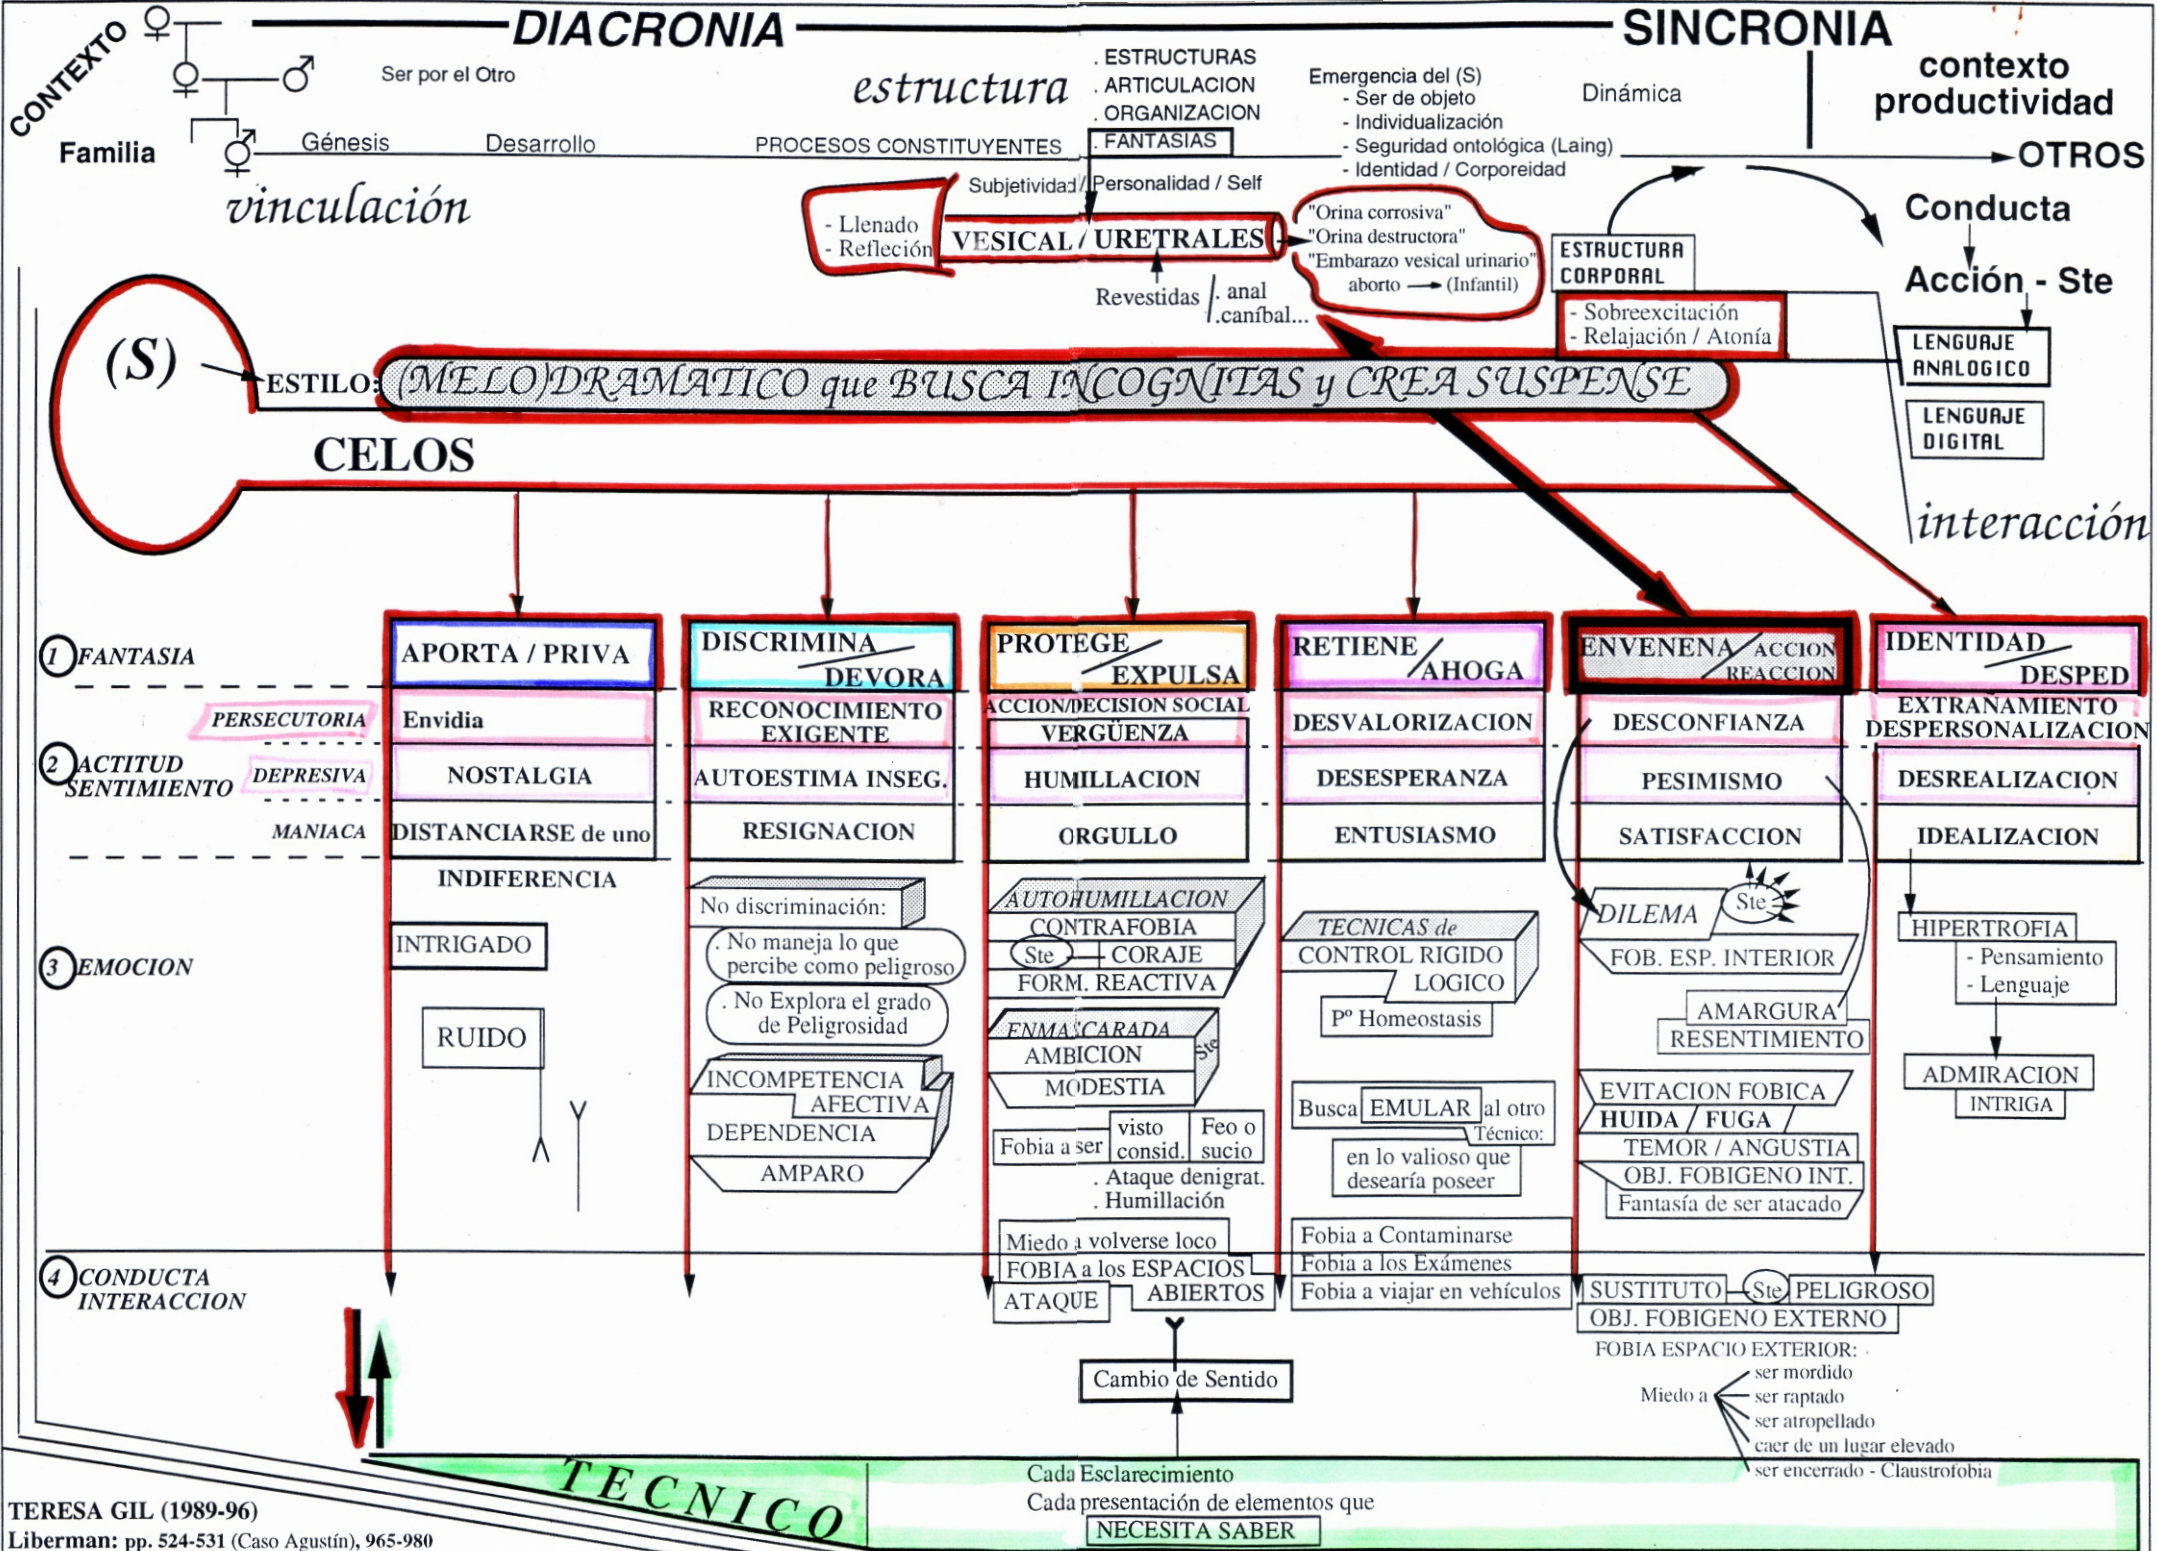 CONTEXTO
DIACRONIA
SINCRONIA
Ser por el Otro
estructura
. ESTRUCTURAS
. ARTICULACION
. ORGANIZACION
. FANTASIAS
Emergencia del (S)
- Ser de objeto
- Individualización
- Seguridad ontológica (Laing)
- Identidad / Corporeidad
Dinámica
contexto
productividad
Familia
Génesis
Desarrollo
PROCESOS CONSTITUYENTES
OTROS
vinculación
Subjetividad / Personalidad / Self
- Llenado
- Refleción
VESICAL / URETRALES
"Orina corrosiva"
"Orina destructora"
"Embarazo vesical urinario"
aborto (Infantil)
Revestidas
. anal
.caníbal...
ESTRUCTURA
CORPORAL
- Sobreexcitación
- Relajación / Atonía
Conducta
Acción - Ste
LENGUAJE
ANALOGICO
LENGUAJE
DIGITAL
interacción
(S)
ESTILO:
(MELO)DRAMATICO que BUSCA INCOGNITAS y CREA SUSPENSE
CELOS
1 FANTASIA
APORTA / PRIVA
DISCRIMINA /
DEVORA
PROTEGE /
EXPULSA
RETIENE /
AHOGA
ENVENENA / ACCION
REACCION
IDENTIDAD /
DESPED
2 ACTITUD
SENTIMIENTO
PERSECUTORIA
Envidia
RECONOCIMIENTO
EXIGENTE
ACCION/DECISION SOCIAL
VERGÜENZA
DESVALORIZACION
DESCONFIANZA
EXTRAÑAMIENTO
DESPERSONALIZACION
DEPRESIVA
NOSTALGIA
AUTOESTIMA INSEG.
HUMILLACION
DESESPERANZA
PESIMISMO
DESREALIZACION
MANIACA
DISTANCIARSE de uno
RESIGNACION
ORGULLO
ENTUSIASMO
SATISFACCION
IDEALIZACION
3 EMOCION
INDIFERENCIA
INTRIGADO
RUIDO
No discriminación:
. No maneja lo que
percibe como peligroso
. No Explora el grado
de Peligrosidad
INCOMPETENCIA
AFECTIVA
DEPENDENCIA
AMPARO
AUTOHUMILLACION
CONTRAFOBIA
Ste CORAJE
FORM. REACTIVA
ENMASCARADA
AMBICION
Ste
MODESTIA
Fobia a ser
visto
consid.
Feo o
sucio
. Ataque denigrat.
. Humillación
TECNICAS de
CONTROL RIGIDO
LOGICO
Pº Homeostasis
Busca EMULAR al otro
Técnico:
en lo valioso que
desearía poseer
DILEMA
Ste
FOB. ESP. INTERIOR
AMARGURA
RESENTIMIENTO
EVITACION FOBICA
HUIDA / FUGA /
TEMOR / ANGUSTIA
OBJ. FOBIGENO INT.
Fantasía de ser atacado
HIPERTROFIA
- Pensamiento
- Lenguaje
ADMIRACION
INTRIGA
4 CONDUCTA
INTERACCION
Miedo a volverse loco
FOBIA a los ESPACIOS
ABIERTOS
ATAQUE
Fobia a Contaminarse
Fobia a los Exámenes
Fobia a viajar en vehículos
SUSTITUTO Ste PELIGROSO
OBJ. FOBIGENO EXTERNO
FOBIA ESPACIO EXTERIOR:
Miedo a
ser mordido
ser raptado
ser atropellado
caer de un lugar elevado
ser encerrado - Claustrofobia
Cambio de Sentido
TECNICO
Cada Esclarecimiento
Cada presentación de elementos que
NECESITA SABER
TERESA GIL (1989-96)
Liberman: pp. 524-531 (Caso Agustín), 965-980